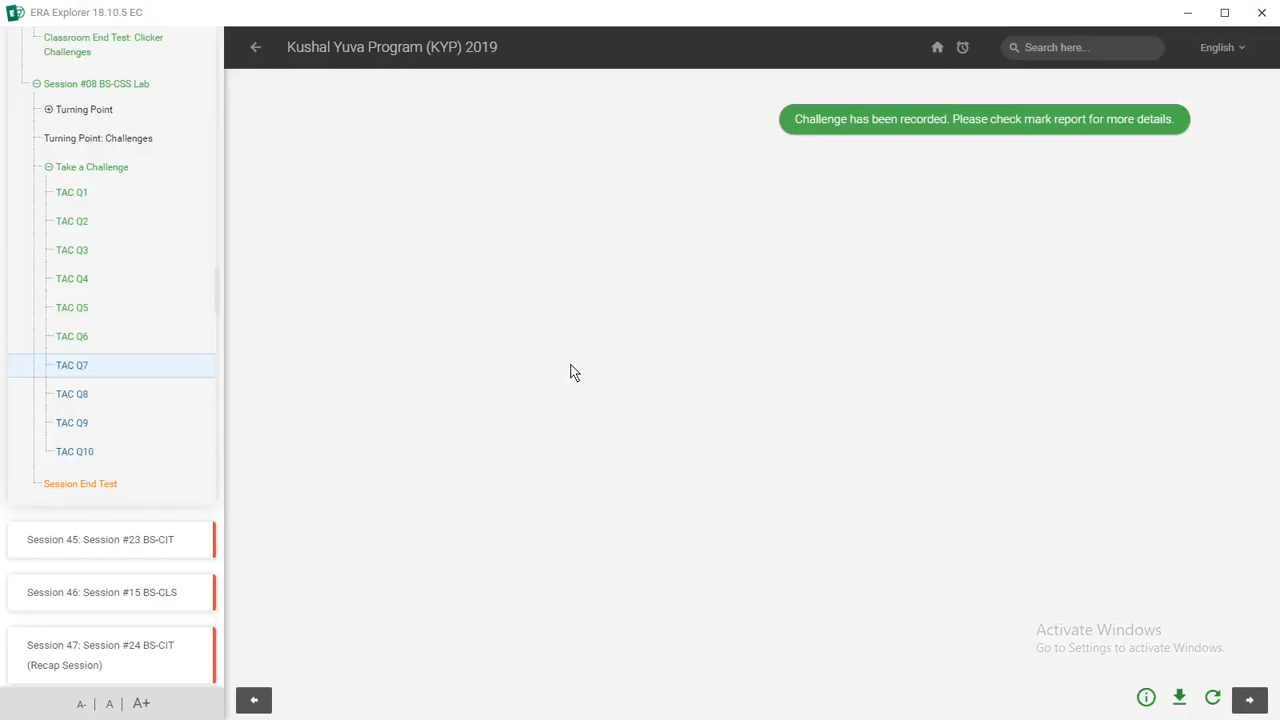 ERA Explorer 18.10.5 EC
Classroom End Test: Clicker
Challenges
Session #08 BS-CSS Lab
Turning Point
Turning Point: Challenges
Take a Challenge
TAC Q1
TAC Q2
TAC Q3
TAC Q4
TAC Q5
TAC Q6
TAC Q7
TAC Q8
TAC Q9
TAC Q10
Session End Test
Session 45: Session #23 BS-CIT
Session 46: Session #15 BS-CLS
Session 47: Session #24 BS-CIT
(Recap Session)
A- | A | A+
Kushal Yuva Program (KYP) 2019
Search here...
English
Challenge has been recorded. Please check mark report for more details.
Activate Windows
Go to Settings to activate Windows.